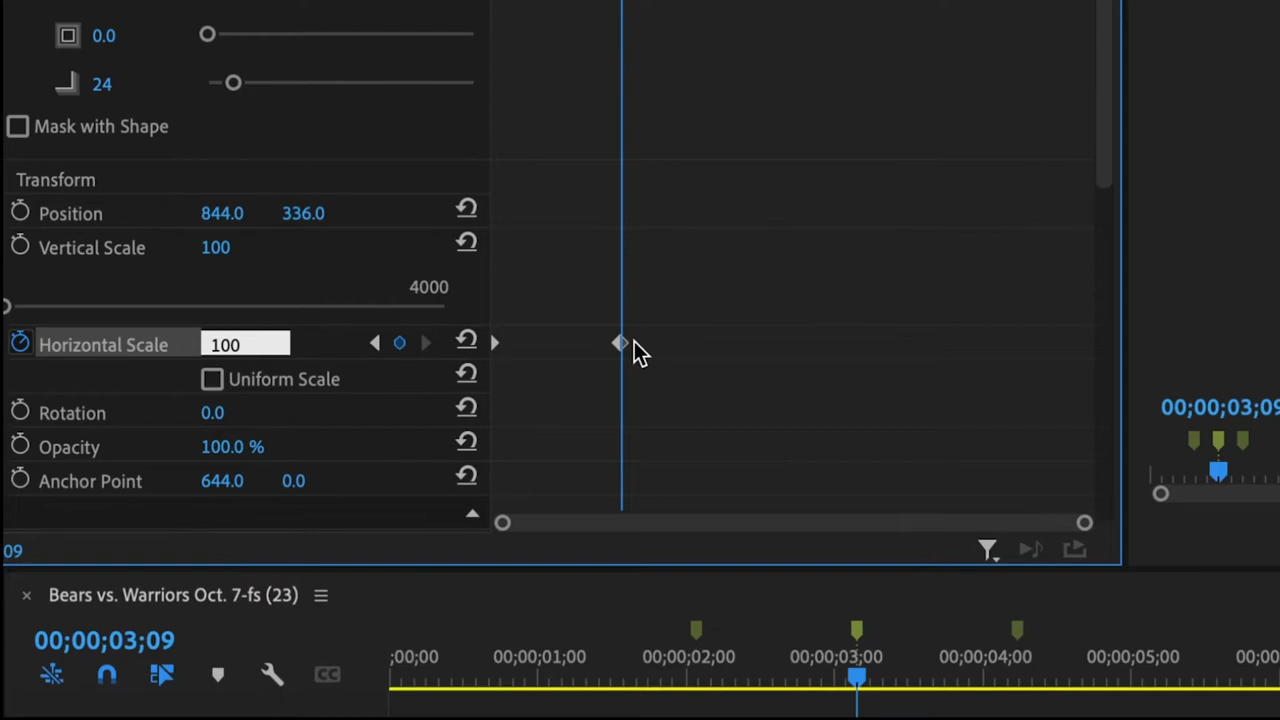 0.0
24
Mask with Shape
Transform
Position 844.0 336.0
Vertical Scale 100
4000
Horizontal Scale 100
Uniform Scale
Rotation 0.0
Opacity 100.0 %
Anchor Point 644.0 0.0
00;00;03;09
09
× Bears vs. Warriors Oct. 7-fs (23)
00;00;03;09
CC
;00;00 00;00;01;00 00;00;02;00 00;00;03;00 00;00;04;00 00;00;05;00 00;00